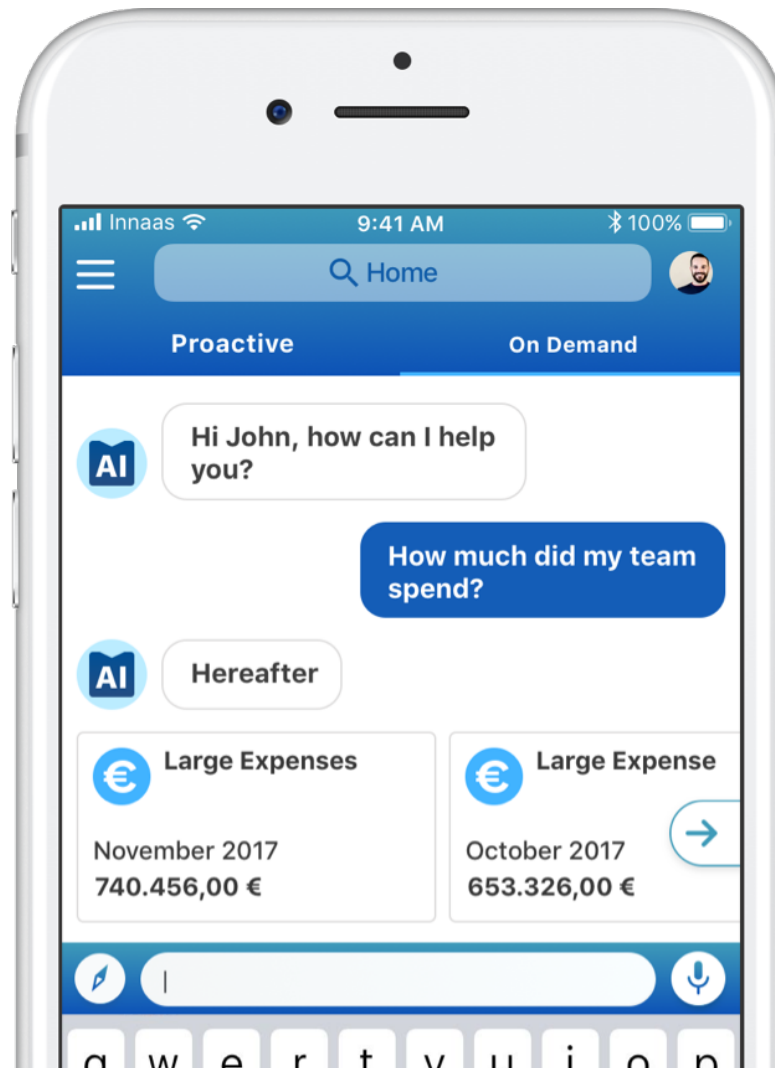 Innaas 9:41 AM 100%
Home
Proactive On Demand
Hi John, how can I help
you?
AI
How much did my team
spend?
AI Hereafter
€ Large Expenses
November 2017
740.456,00 €
€ Large Expense
October 2017
653.326,00 €
q w e r t y u i o p